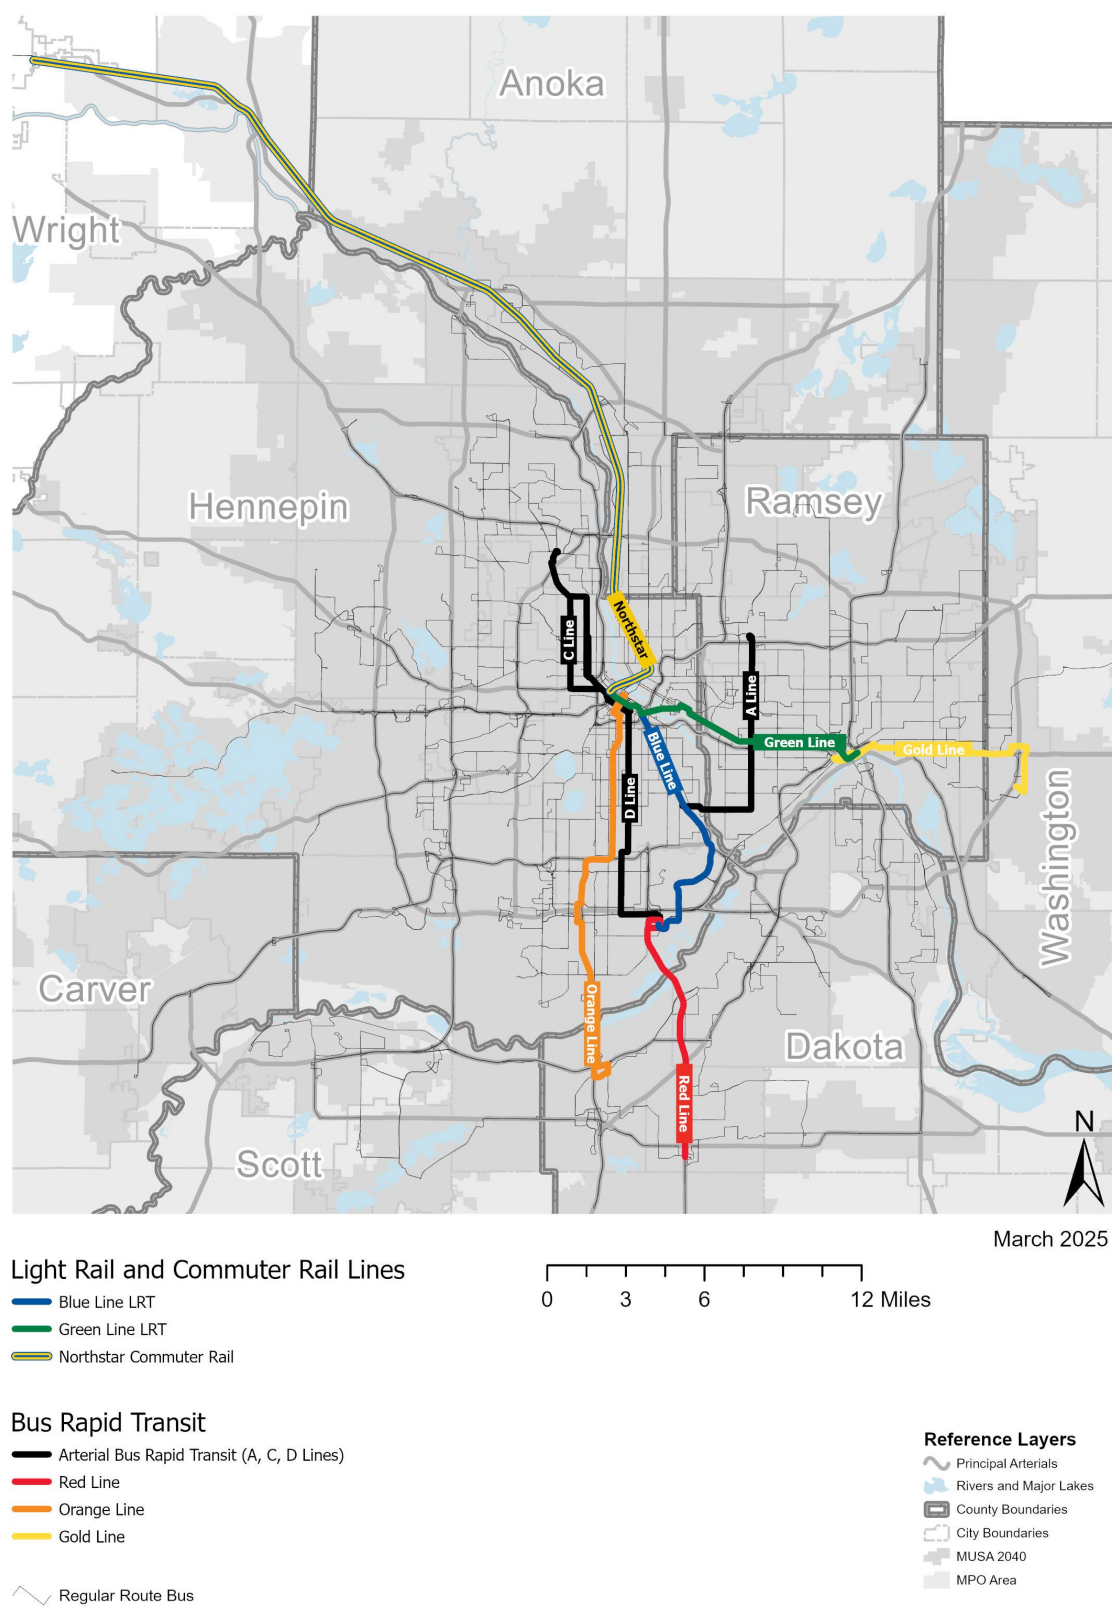 Anoka
Wright
Hennepin
Ramsey
Northstar
C Line
A Line
Green Line
Gold Line
Blue Line
D Line
Washington
Carver
Orange Line
Dakota
Red Line
Scott
N
March 2025
Light Rail and Commuter Rail Lines
Blue Line LRT
Green Line LRT
Northstar Commuter Rail
0 3 6 12 Miles
Bus Rapid Transit
Arterial Bus Rapid Transit (A, C, D Lines)
Red Line
Orange Line
Gold Line
Regular Route Bus
Reference Layers
Principal Arterials
Rivers and Major Lakes
County Boundaries
City Boundaries
MUSA 2040
MPO Area